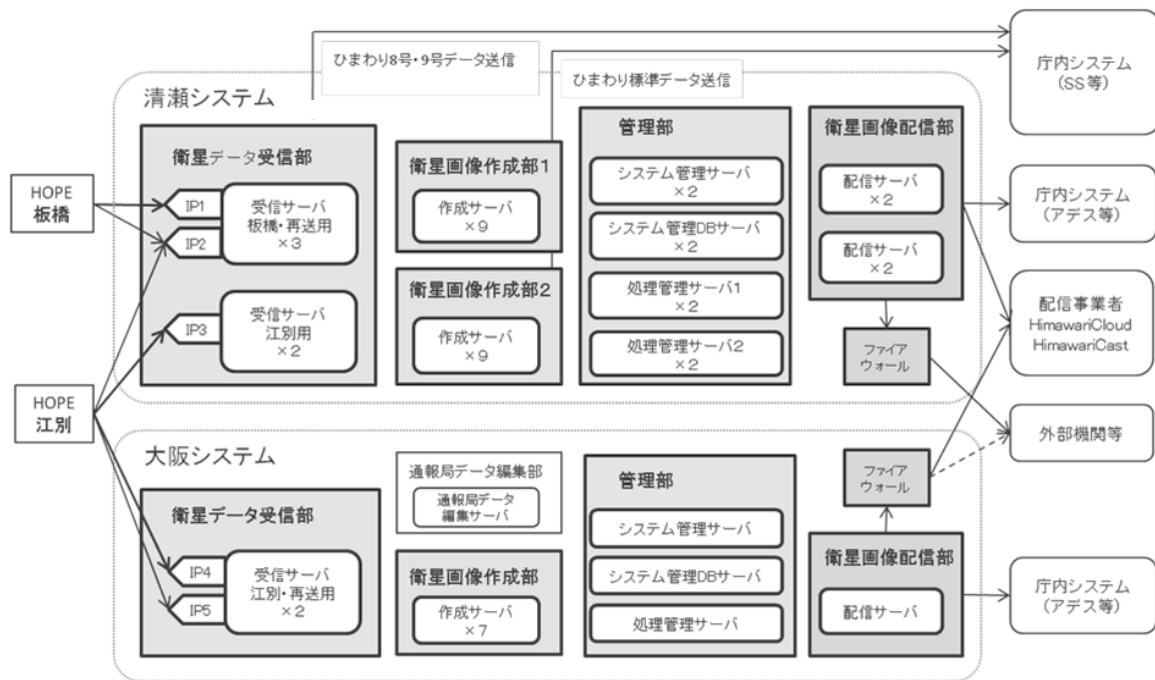 ひまわり8号・9号データ送信
ひまわり標準データ送信
庁内システム
(SS等)
清瀬システム
衛星データ受信部
HOPE
板橋
IP1
IP2
受信サーバ
板橋・再送用
×3
IP3
受信サーバ
江別用
×2
衛星画像作成部1
作成サーバ
×9
衛星画像作成部2
作成サーバ
×9
管理部
システム管理サーバ
×2
システム管理DBサーバ
×2
処理管理サーバ1
×2
処理管理サーバ2
×2
衛星画像配信部
配信サーバ
×2
配信サーバ
×2
ファイア
ウォール
庁内システム
(アデス等)
配信事業者
HimawariCloud
HimawariCast
外部機関等
HOPE
江別
大阪システム
衛星データ受信部
IP4
IP5
受信サーバ
江別・再送用
×2
通報局データ編集部
通報局データ
編集サーバ
衛星画像作成部
作成サーバ
×7
管理部
システム管理サーバ
システム管理DBサーバ
処理管理サーバ
ファイア
ウォール
衛星画像配信部
配信サーバ
庁内システム
(アデス等)